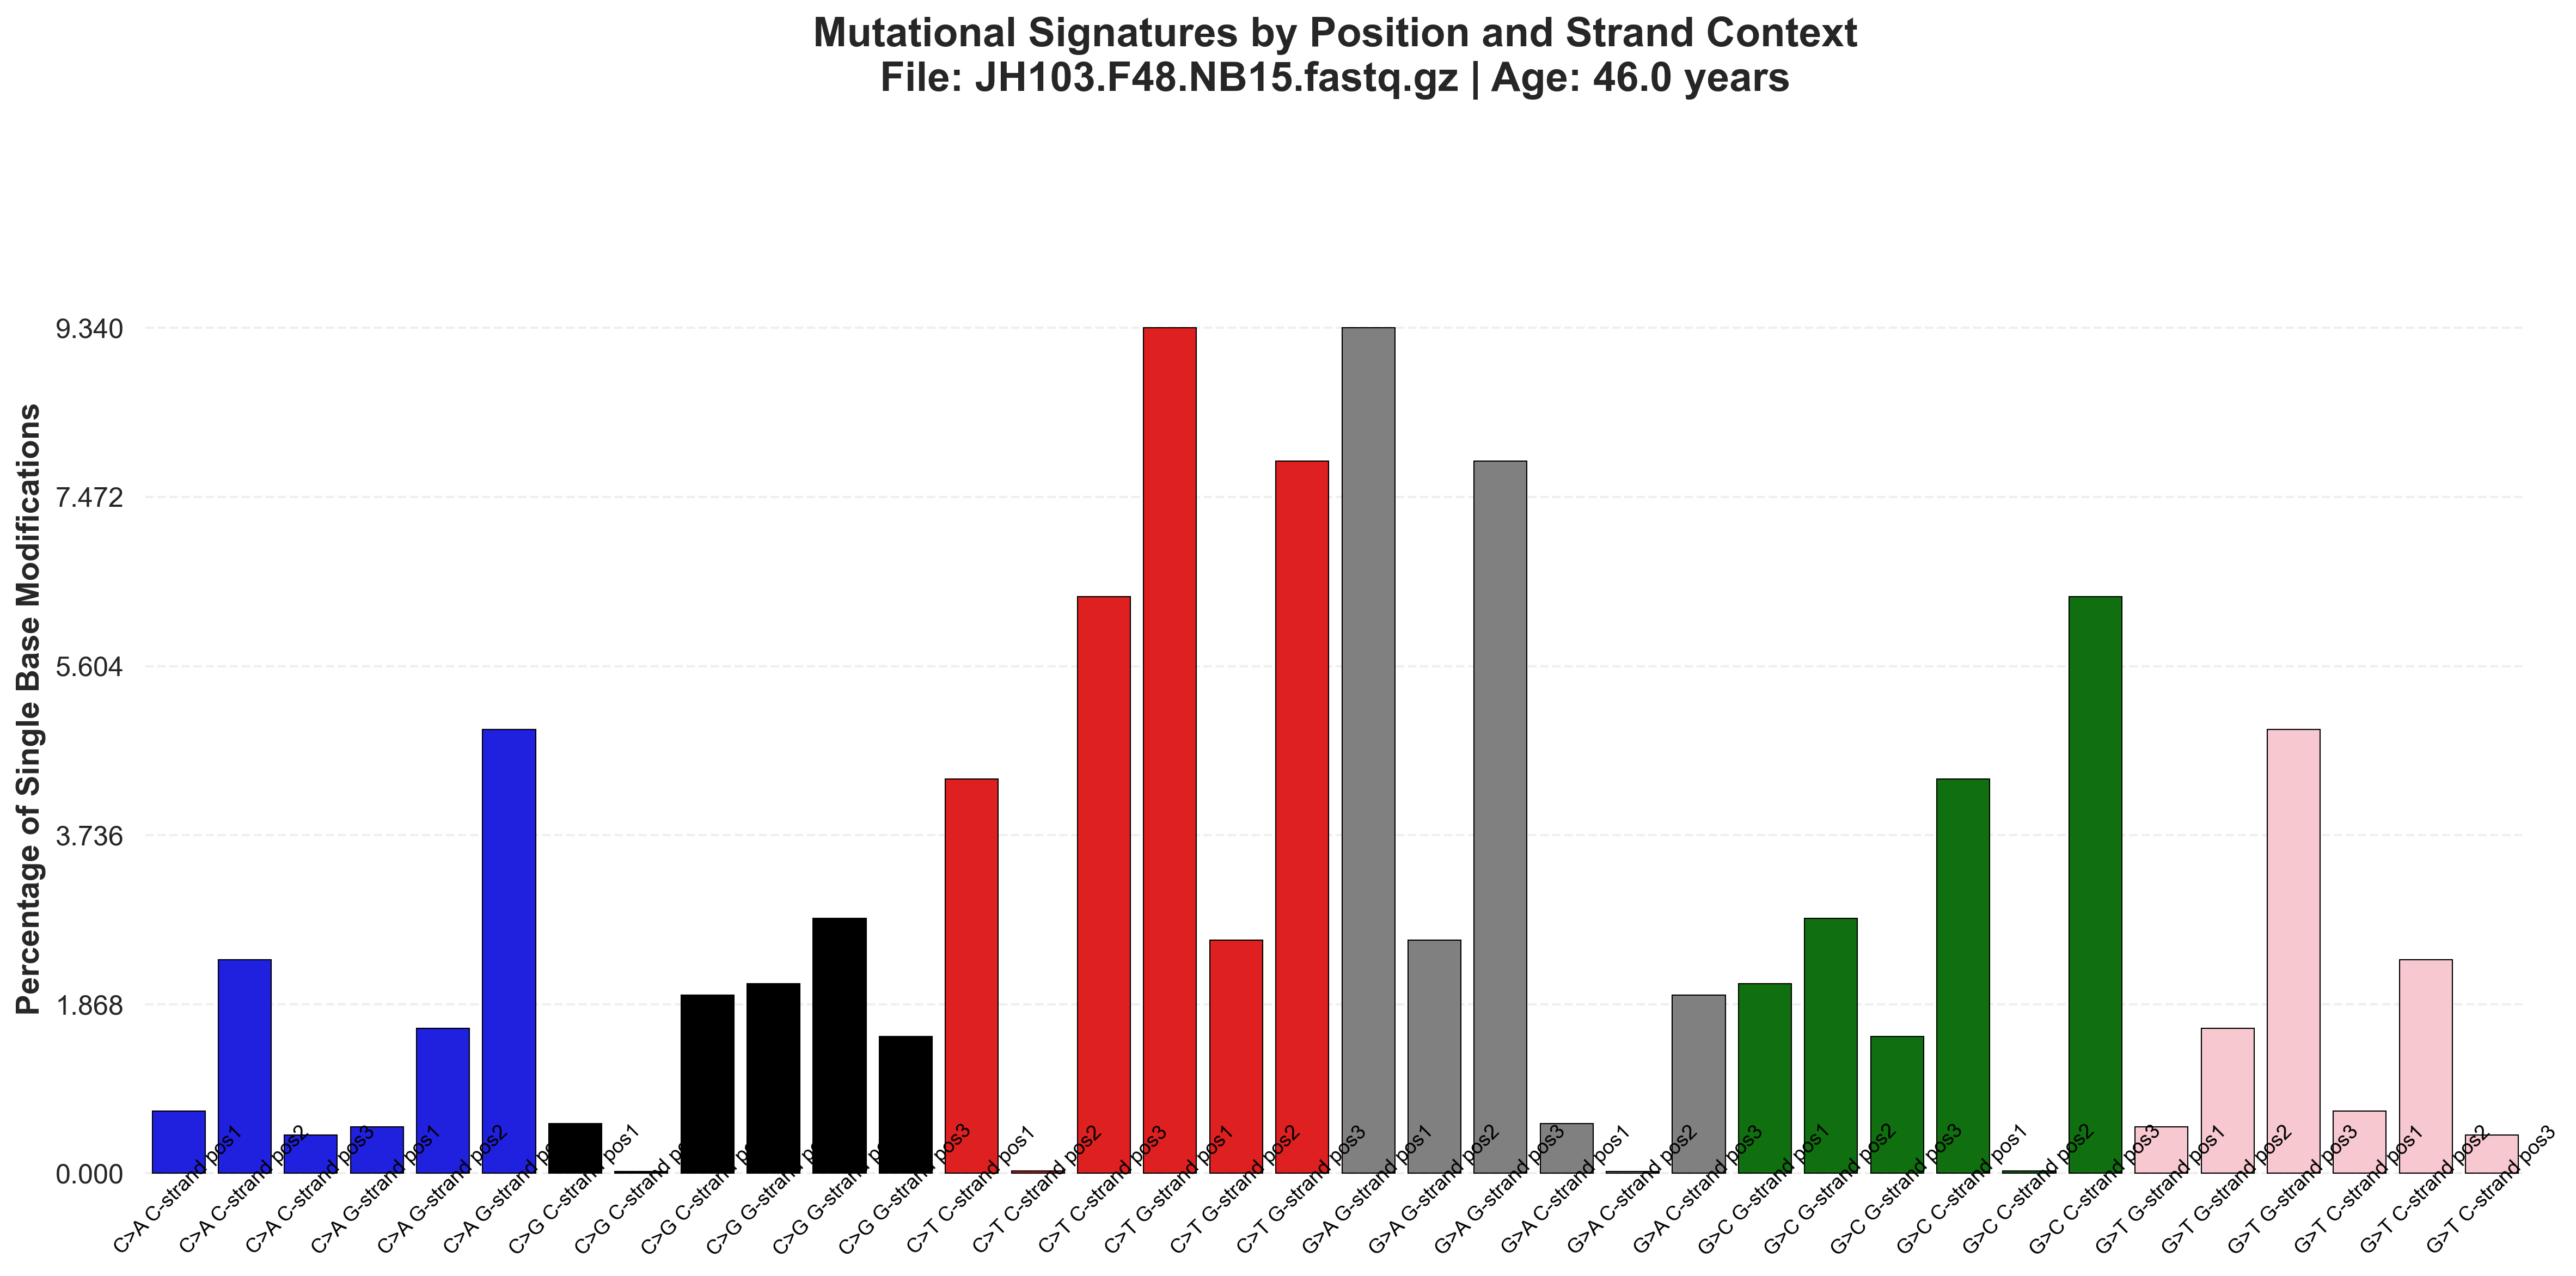 Mutational Signatures by Position and Strand Context
File: JH103.F48.NB15.fastq.gz | Age: 46.0 years
Percentage of Single Base Modifications
9.340
7.472
5.604
3.736
1.868
0.000
C>A C-strand pos1
C>A C-strand pos2
C>A C-strand pos3
C>A G-strand pos1
C>A G-strand pos2
C>A G-strand
C>G C-strand pos1
C>G C-strand
C>G C-strand
C>G G-strand
C>G G-strand
C>G G-strand pos3
C>T C-strand pos1
C>T C-strand pos2
C>T C-strand pos3
C>T G-strand pos1
C>T G-strand pos2
C>T G-strand pos3
G>A G-strand pos1
G>A G-strand pos2
G>A G-strand pos3
G>A C-strand pos1
G>A C-strand pos2
G>A C-strand pos3
G>C G-strand pos1
G>C G-strand pos2
G>C G-strand pos3
G>C C-strand pos1
G>C C-strand pos2
G>C C-strand pos3
G>T G-strand pos1
G>T G-strand pos2
G>T G-strand pos3
G>T C-strand pos1
G>T C-strand pos2
G>T C-strand pos3